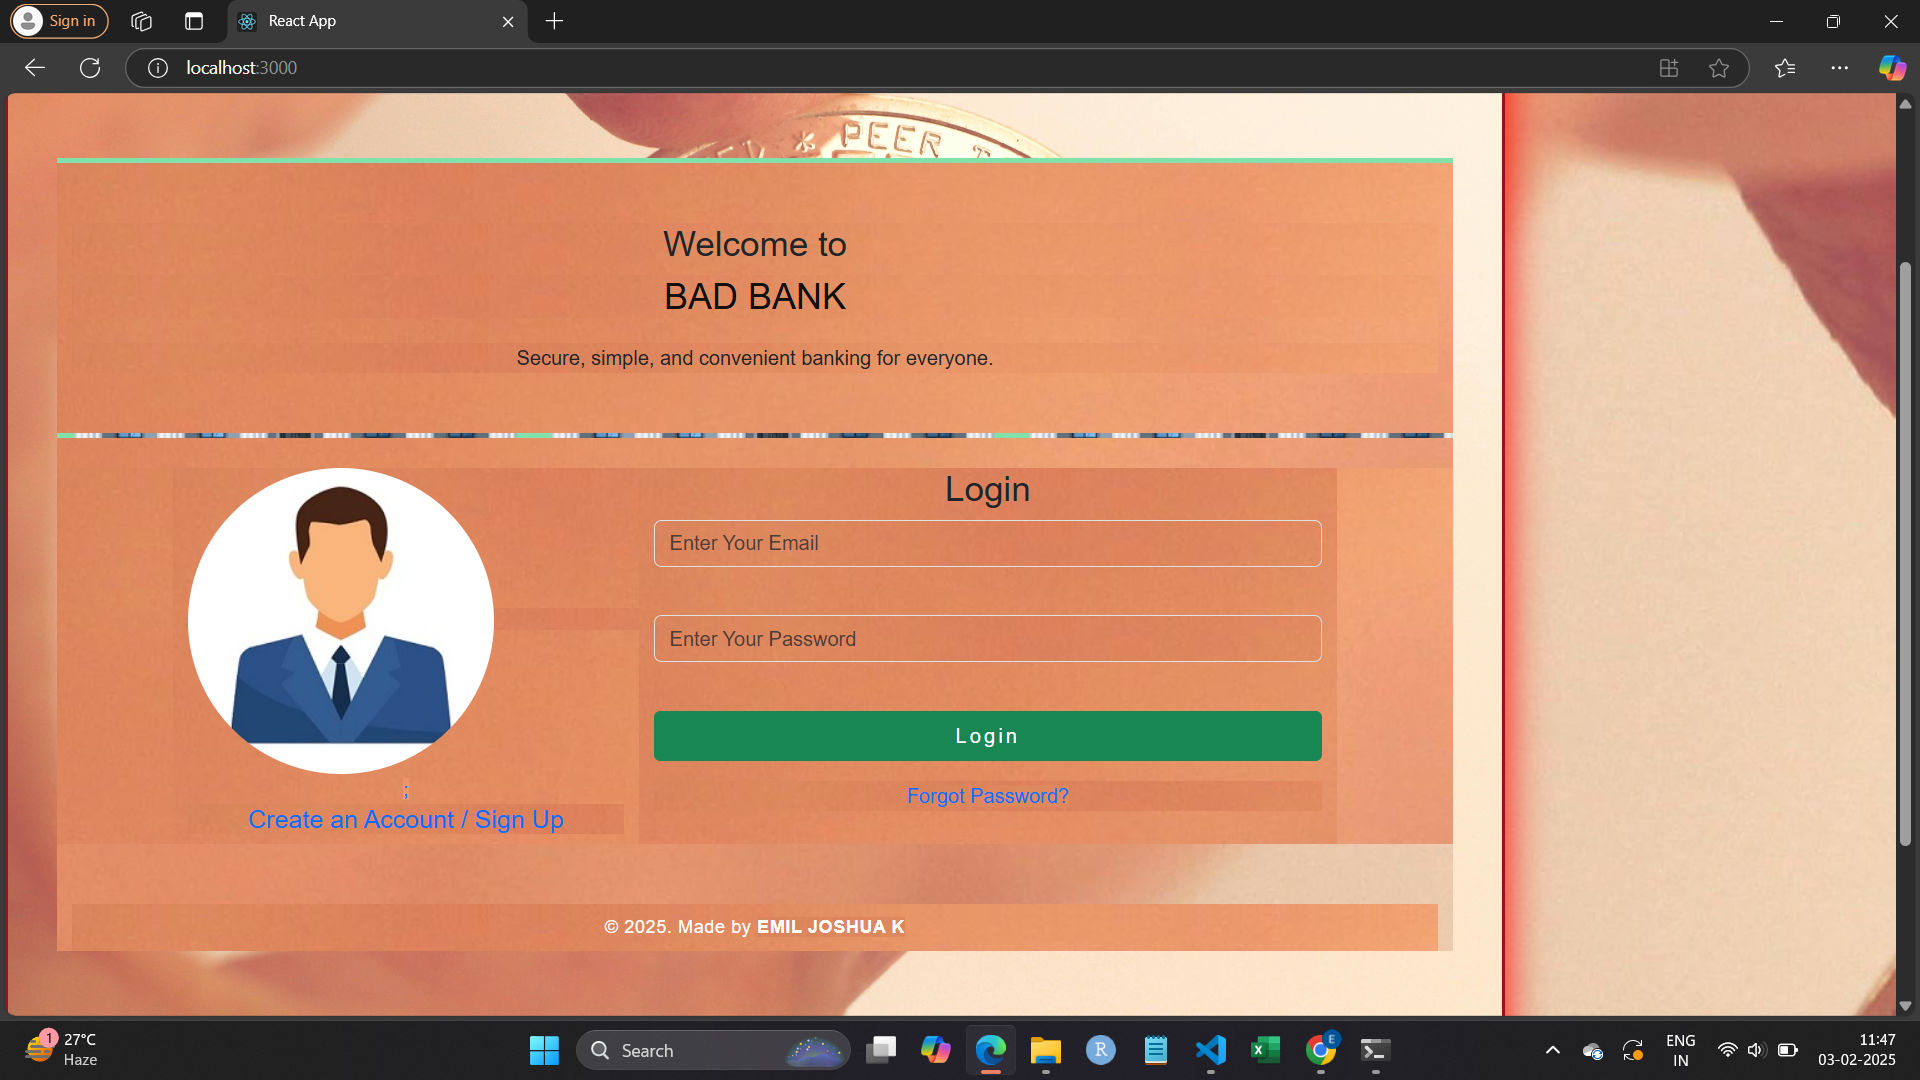 Sign in
React App
localhost:3000
PEER T
Welcome to
BAD BANK
Secure, simple, and convenient banking for everyone.
Login
Enter Your Email
Enter Your Password
Login
Forgot Password?
;
Create an Account / Sign Up
© 2025. Made by EMIL JOSHUA K
1
27°C
Haze
Search
R
X
E
ENG
IN
11:47
03-02-2025